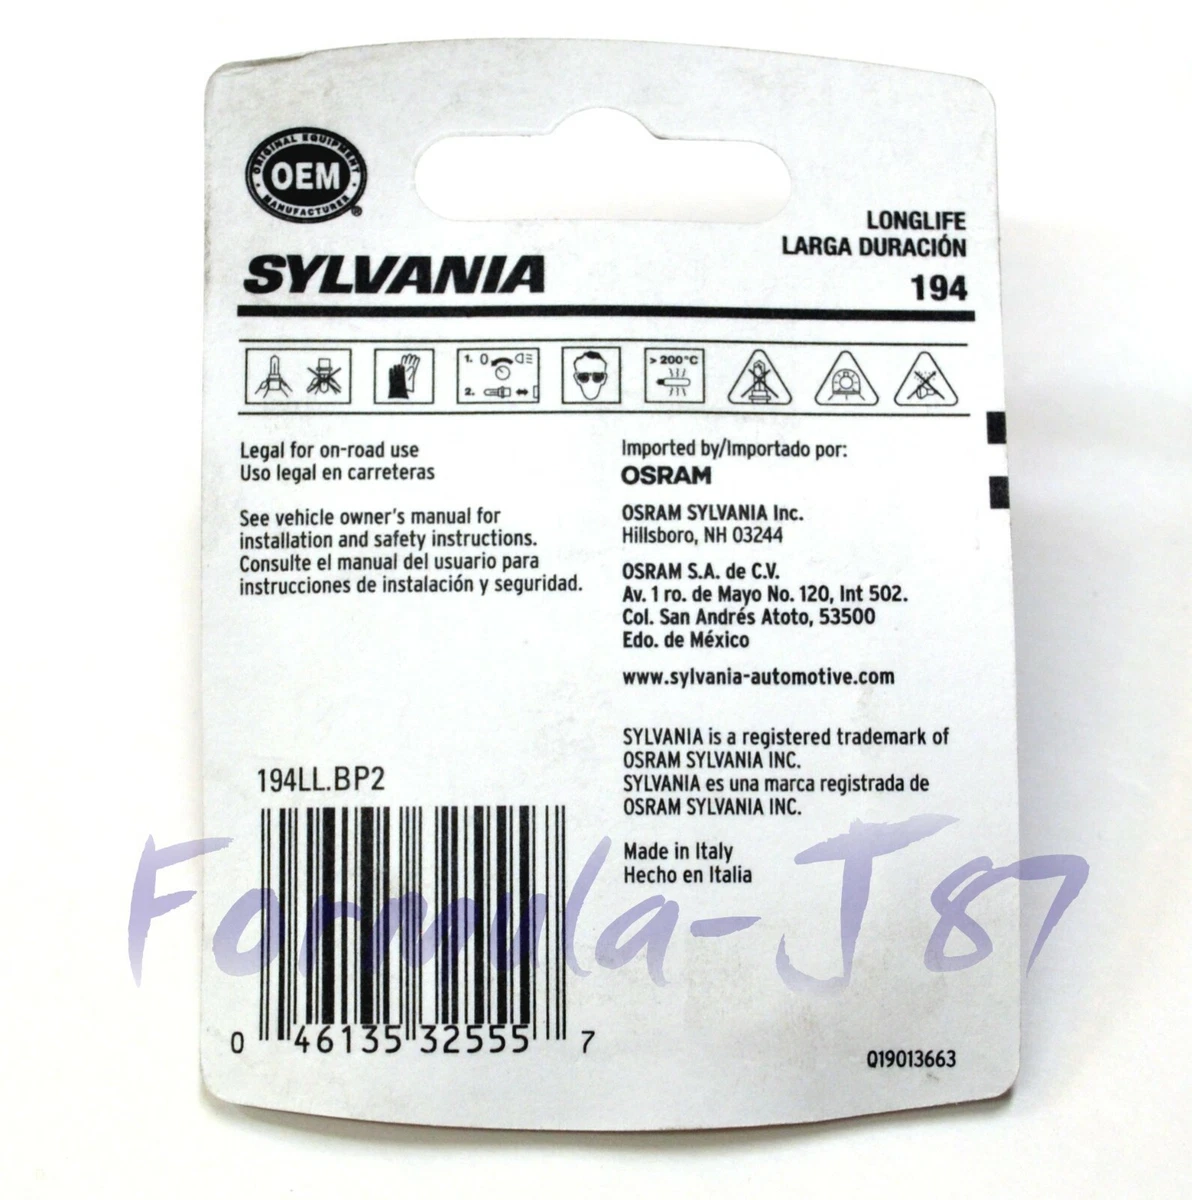 ORIGINAL EQUIPMENT
OEM
MANUFACTURER®
SYLVANIA
LONGLIFE
LARGA DURACIÓN
194
1. 0
2.
> 200°C
Legal for on-road use
Uso legal en carreteras
See vehicle owner's manual for
installation and safety instructions.
Consulte el manual del usuario para
instrucciones de instalación y seguridad.
Imported by/Importado por:
OSRAM
OSRAM SYLVANIA Inc.
Hillsboro, NH 03244
OSRAM S.A. de C.V.
Av. 1 ro. de Mayo No. 120, Int 502.
Col. San Andrés Atoto, 53500
Edo. de México
www.sylvania-automotive.com
SYLVANIA is a registered trademark of
OSRAM SYLVANIA INC.
SYLVANIA es una marca registrada de
OSRAM SYLVANIA INC.
Made in Italy
Hecho en Italia
194LL.BP2
Formula-J87
0 46135 32555 7
Q19013663